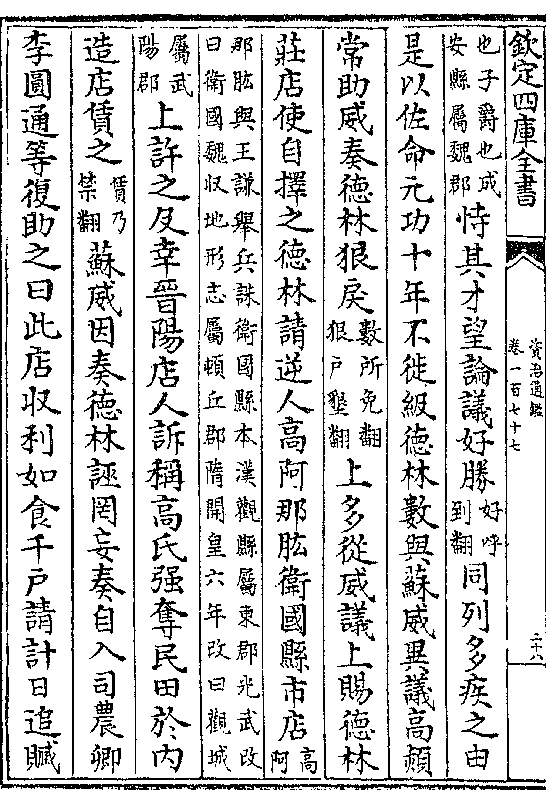 欽定四庫全書
資治通鑑
卷一百七十七
二十八
也子爵也成
安縣屬魏郡
恃其才望論議好勝
好呼
到翻
同列多疾之由
是以佐命元功十年不徙級德林數與蘇威異議高熲
常助威奏德林狠戾
數所免翻
狠戸墾翻
上多從威議上賜德林
莊店使自擇之德林請逆人高阿那肱衛國縣市店
高
阿
那肱與王謙舉兵誅衛國縣本漢觀縣屬東郡光武改
曰衛國魏収地形志屬頓丘郡隋開皇六年改曰觀城
屬武
陽郡
上許之及幸晉陽店人訴稱高氏强奪民田於内
造店賃之
賃乃
禁翻
蘇威因奏德林誣罔妄奏自入司農卿
李圓通等復助之曰此店収利如食千戸請計日追贓